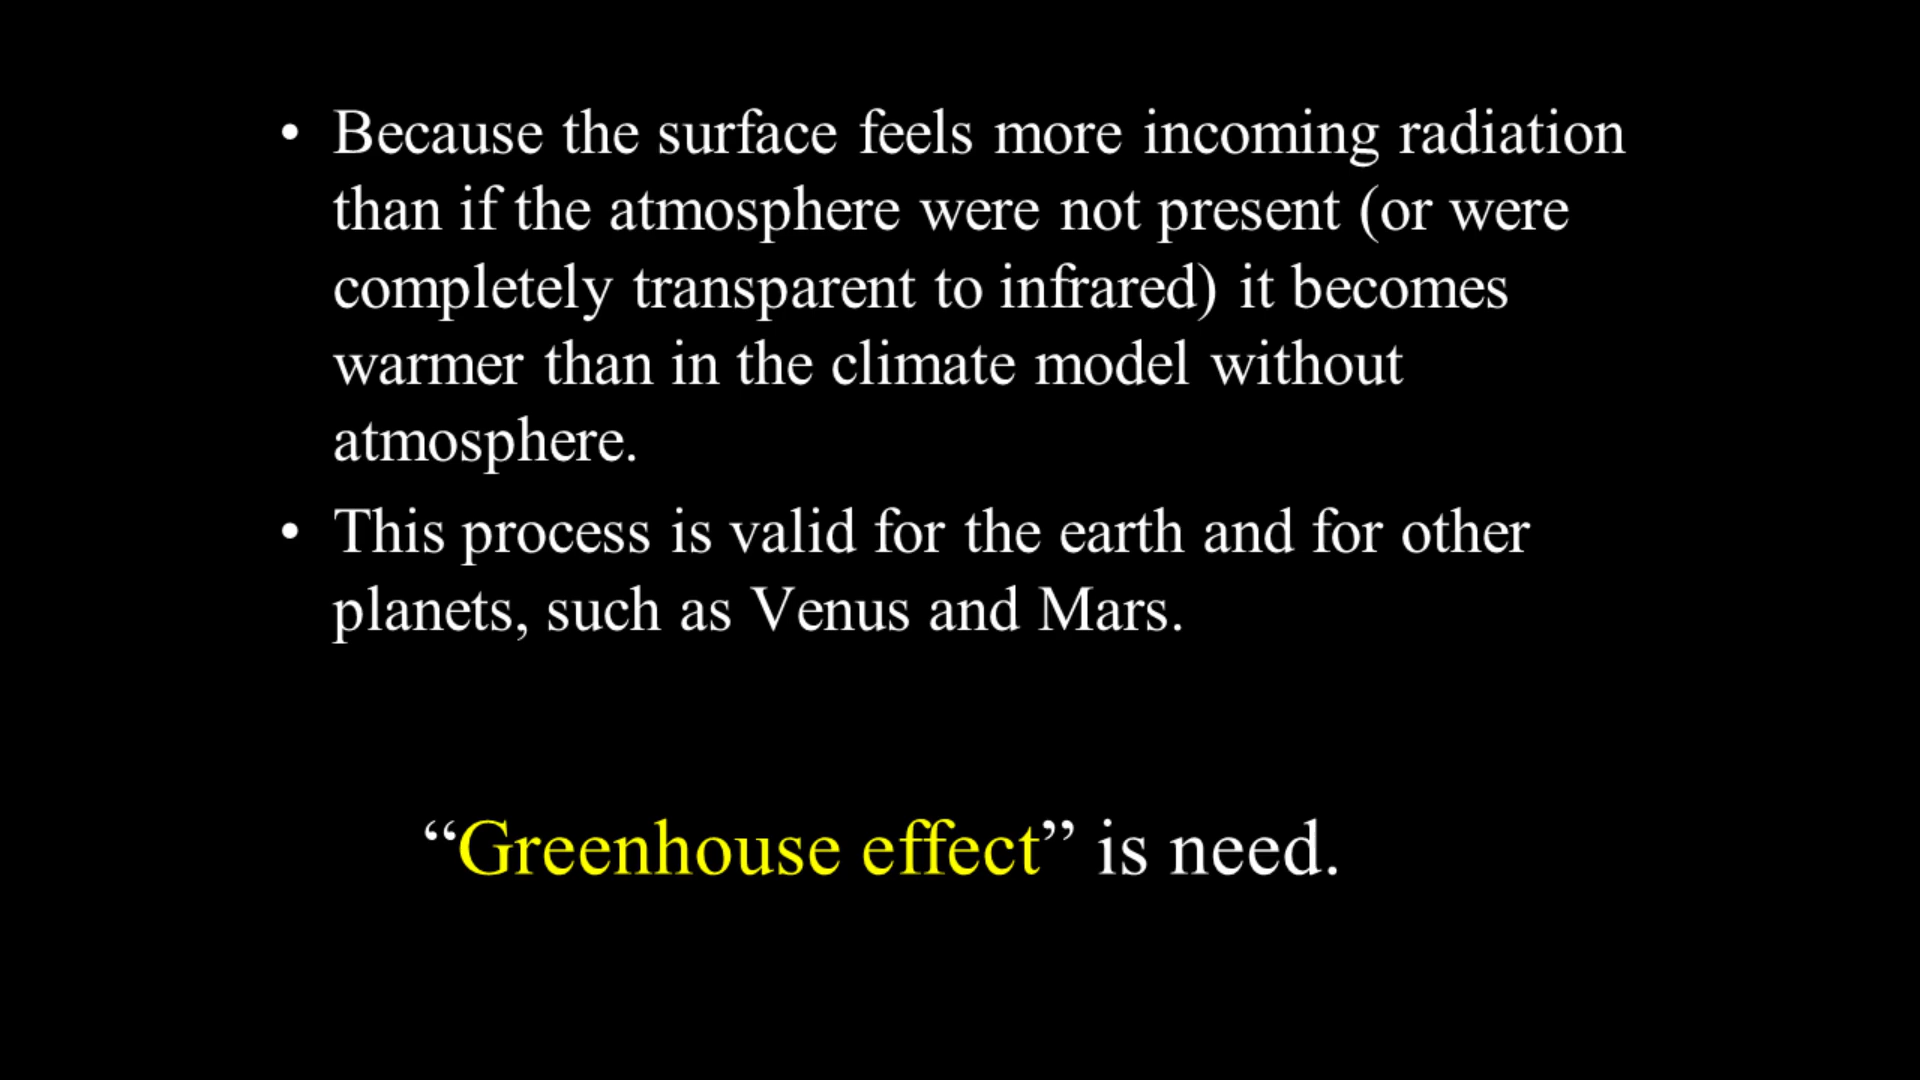 • Because the surface feels more incoming radiation
than if the atmosphere were not present (or were
completely transparent to infrared) it becomes
warmer than in the climate model without
atmosphere.
• This process is valid for the earth and for other
planets, such as Venus and Mars.
“Greenhouse effect” is need.